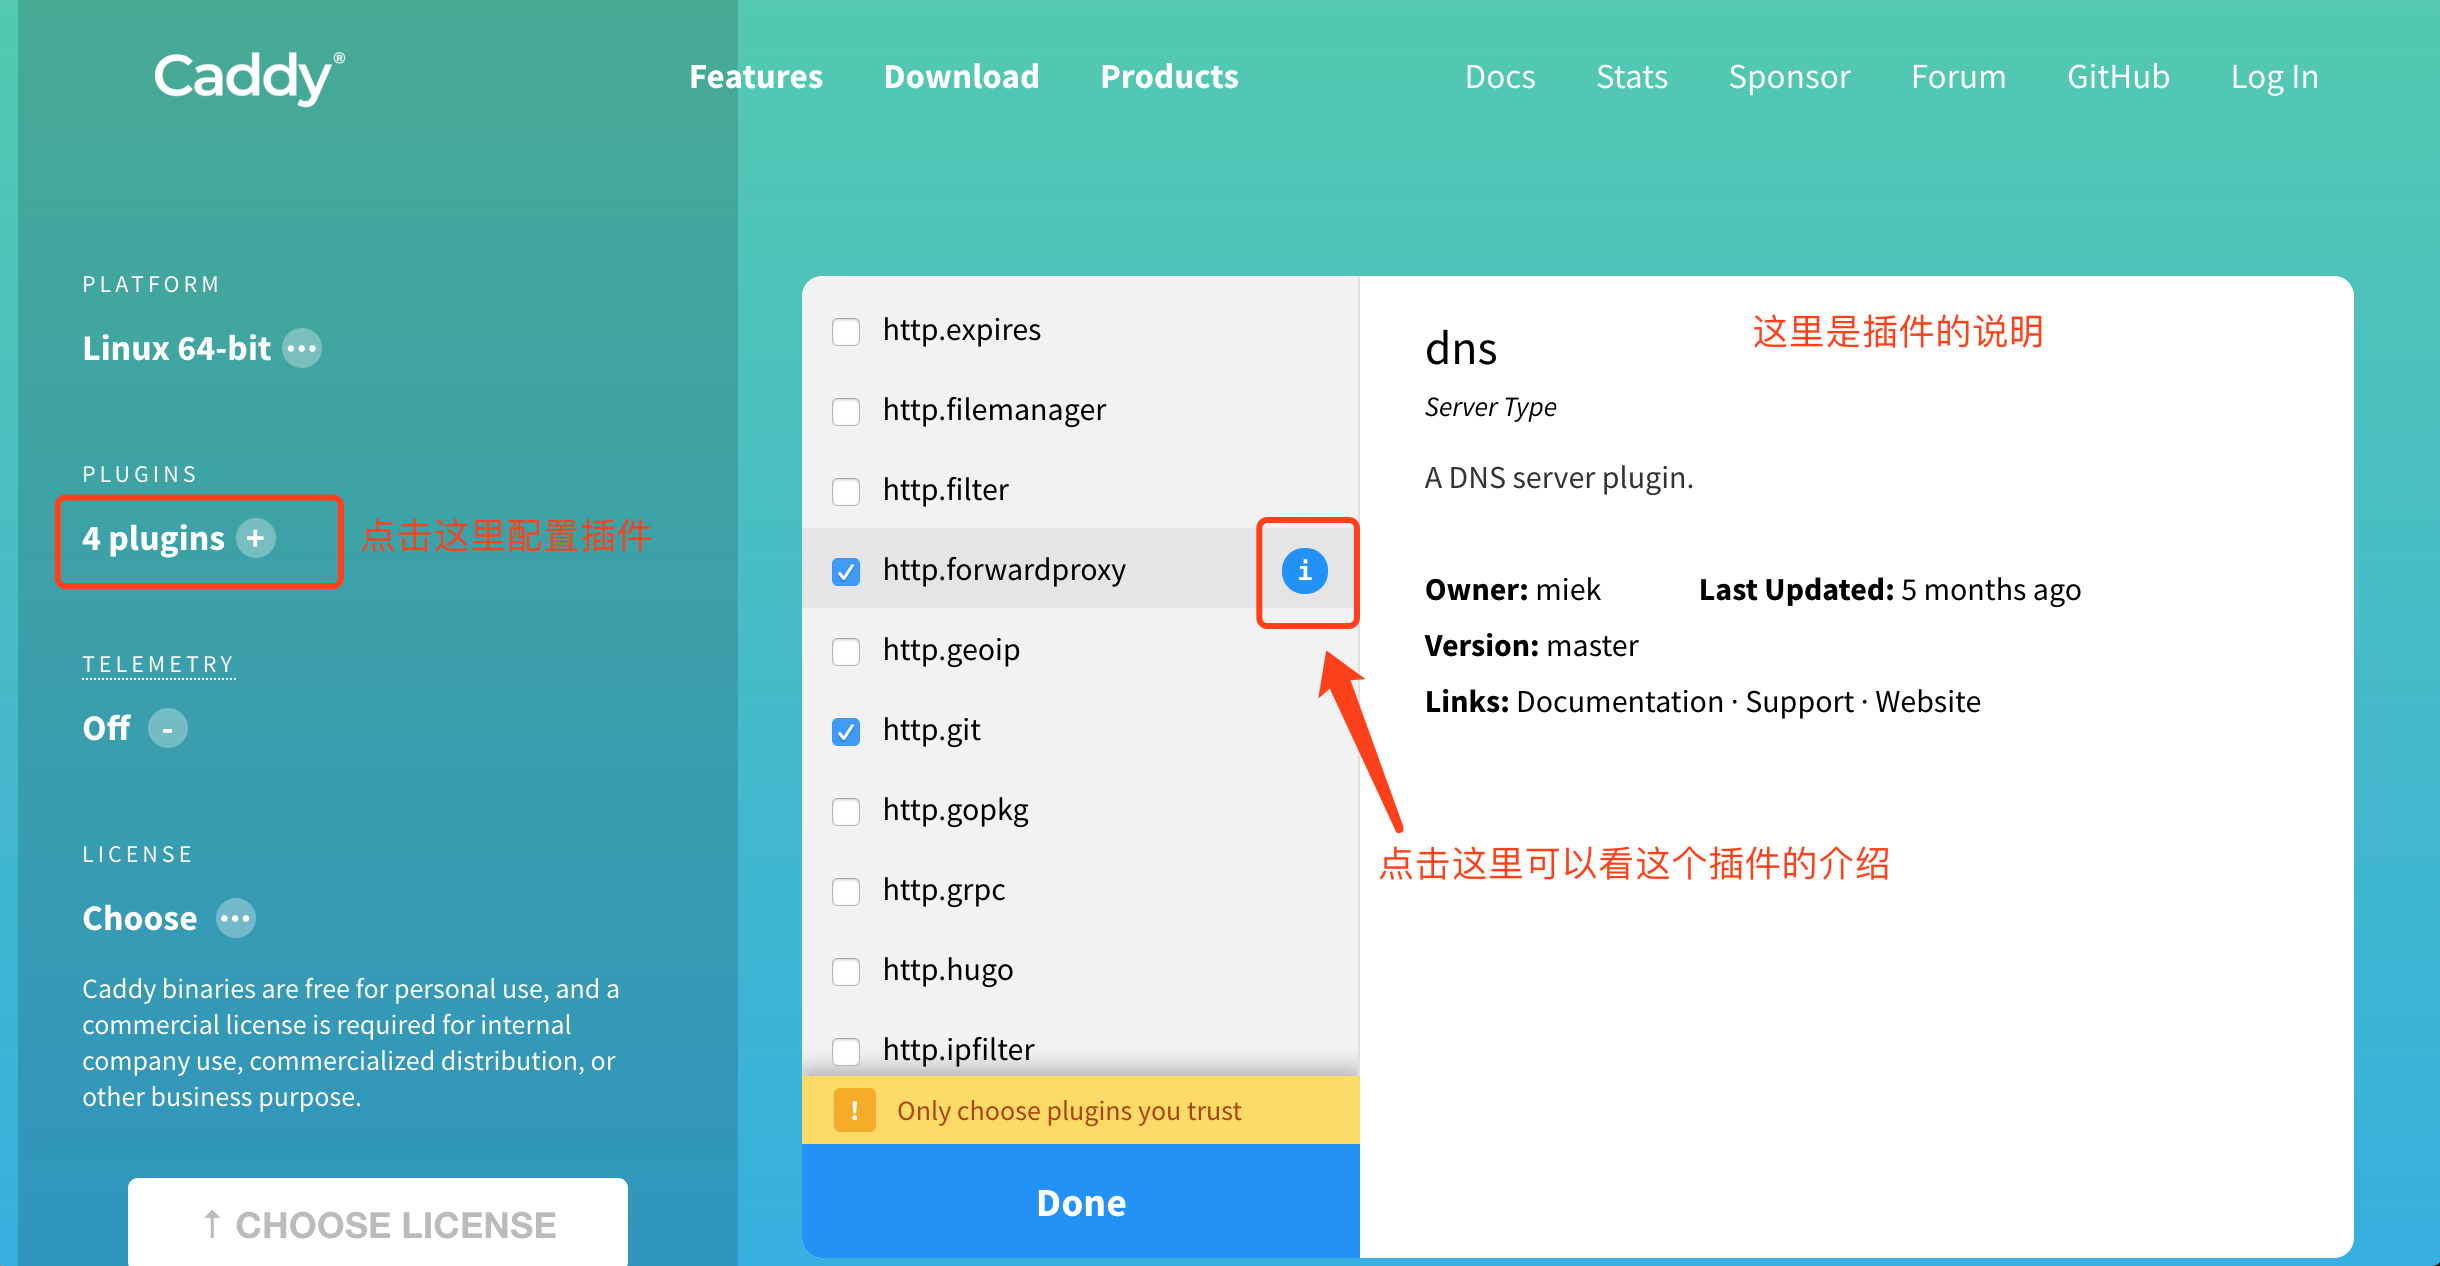 Caddy®
Features Download Products Docs Stats Sponsor Forum GitHub Log In
PLATFORM
Linux 64-bit
PLUGINS
4 plugins +
点击这里配置插件
TELEMETRY
Off -
LICENSE
Choose
Caddy binaries are free for personal use, and a
commercial license is required for internal
company use, commercialized distribution, or
other business purpose.
↑ CHOOSE LICENSE
http.expires
http.filemanager
http.filter
http.forwardproxy i
http.geoip
http.git
http.gopkg
http.grpc
http.hugo
http.ipfilter
! Only choose plugins you trust
Done
这里是插件的说明
dns
Server Type
A DNS server plugin.
Owner: miek Last Updated: 5 months ago
Version: master
Links: Documentation · Support · Website
点击这里可以看这个插件的介绍